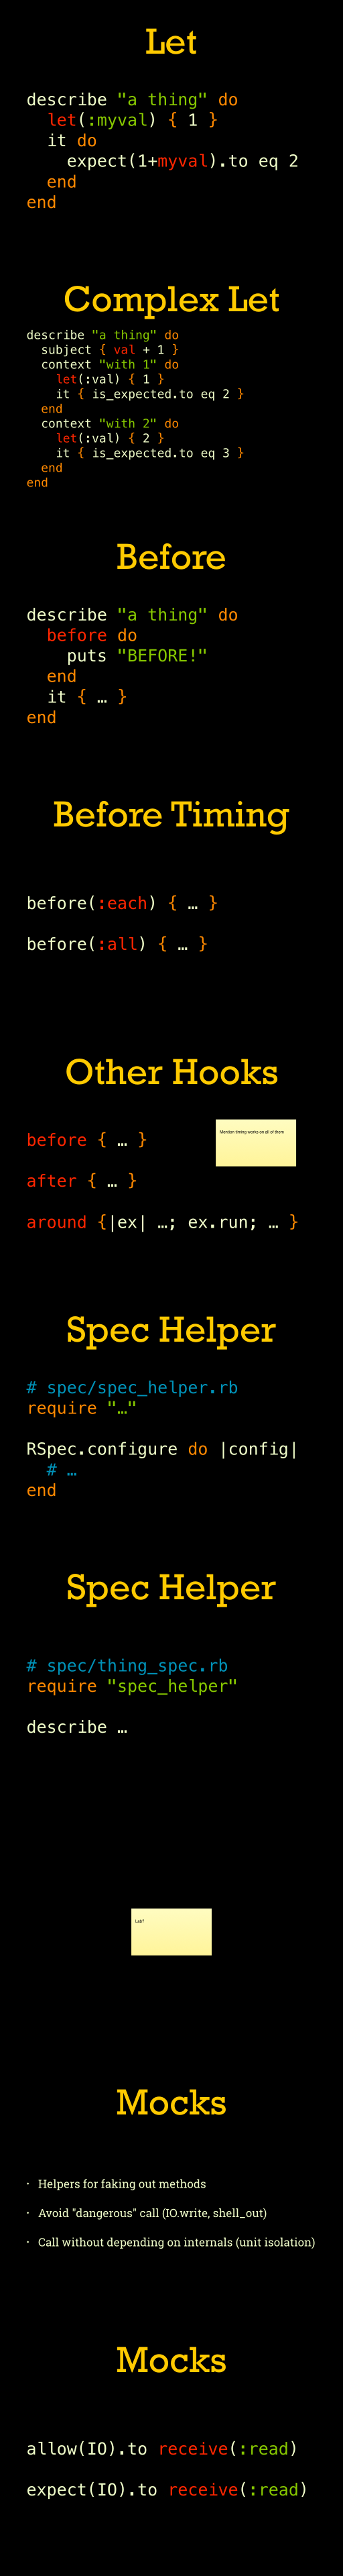 Let
describe "a thing" do
  let(:myval) { 1 }
  it do
    expect(1+myval).to eq 2
  end
end
Complex Let
describe "a thing" do
  subject { val + 1 }
  context "with 1" do
    let(:val) { 1 }
    it { is_expected.to eq 2 }
  end
  context "with 2" do
    let(:val) { 2 }
    it { is_expected.to eq 3 }
  end
end
Before
describe "a thing" do
  before do
    puts "BEFORE!"
  end
  it { … }
end
Before Timing
before(:each) { … }
before(:all) { … }
Other Hooks
Mention timing works on all of them
before { … }
after { … }
around {|ex| …; ex.run; … }
Spec Helper
# spec/spec_helper.rb
require "…"
RSpec.configure do |config|
  # …
end
Spec Helper
# spec/thing_spec.rb
require "spec_helper"
describe …
Lab?
Mocks
• Helpers for faking out methods
• Avoid "dangerous" call (IO.write, shell_out)
• Call without depending on internals (unit isolation)
Mocks
allow(IO).to receive(:read)
expect(IO).to receive(:read)